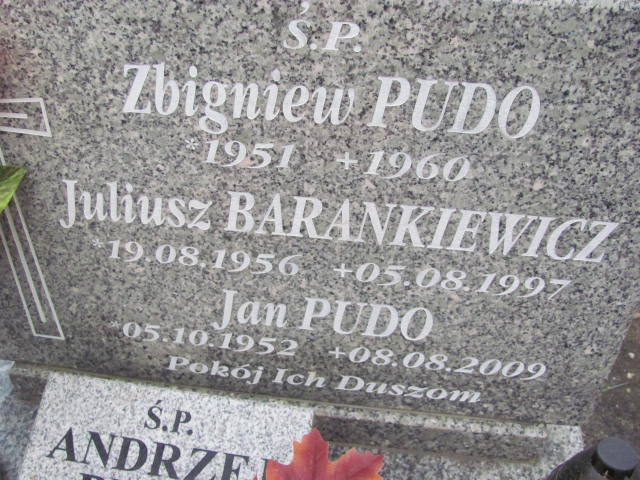 Ś.P.
Zbigniew PUDO
*1951 +1960
Juliusz BARANKIEWICZ
*19.08.1956 +05.08.1997
Jan PUDO
*05.10.1952 +08.08.2009
Pokój Ich Duszom
Ś.P.